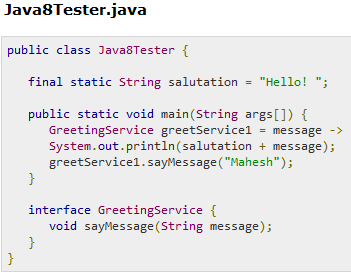 Java8Tester.java
public class Java8Tester {
final static String salutation = "Hello! ";
public static void main(String args[]) {
GreetingService greetService1 = message ->
System.out.println(salutation + message);
greetService1.sayMessage("Mahesh");
}
interface GreetingService {
void sayMessage(String message);
}
}